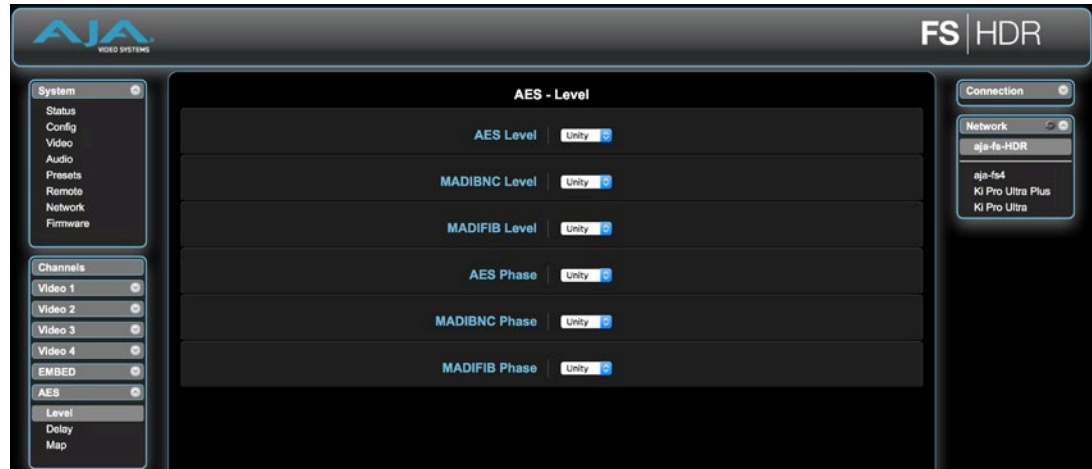 AJA
VIDEO SYSTEMS
FS|HDR
System
Status
Config
Video
Audio
Presets
Remote
Network
Firmware
Channels
Video 1
Video 2
Video 3
Video 4
EMBED
AES
Level
Delay
Map
AES - Level
AES Level Unity
MADIBNC Level Unity
MADIFIB Level Unity
AES Phase Unity
MADIBNC Phase Unity
MADIFIB Phase Unity
Connection
Network
aja-fs-HDR
aja-fs4
Ki Pro Ultra Plus
Ki Pro Ultra